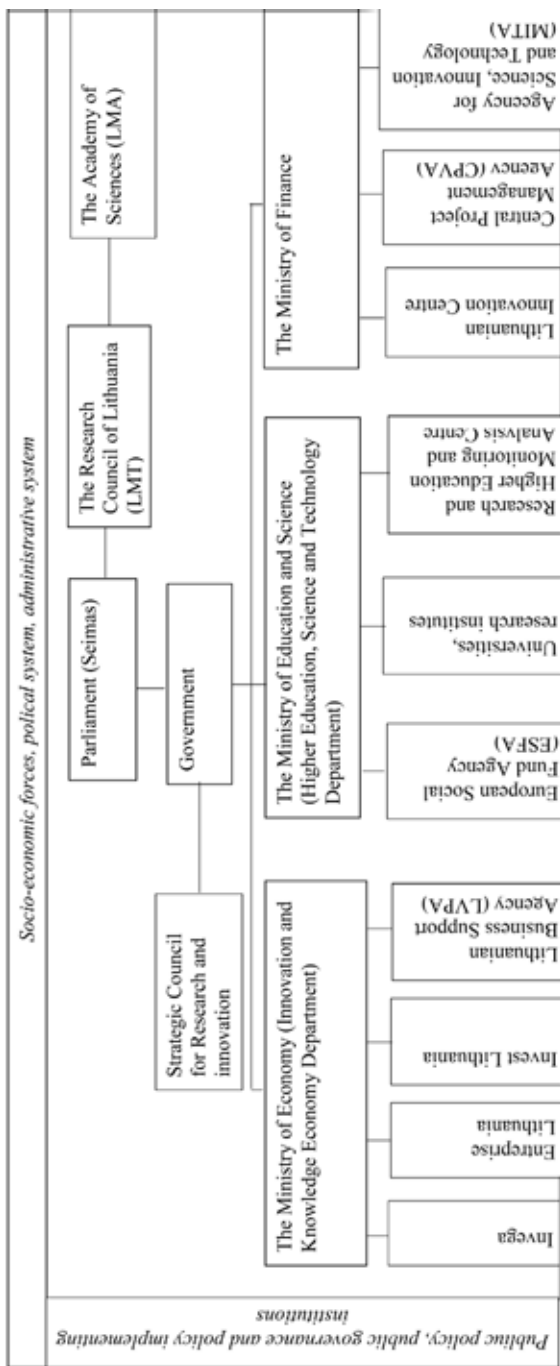 Socio-economic forces, polical system, administrative system
Publiuc policy, public governance and policy implementing
institutions
Parliament (Seimas)
The Research
Council of Lithuania
(LMT)
The Academy of
Sciences (LMA)
Government
Strategic Council
for Research and
innovation
The Ministry of Economy (Innovation and
Knowledge Economy Department)
The Ministry of Education and Science
(Higher Education, Science and Technology
Department)
The Ministry of Finance
Invega
Entreprise
Lithuania
Invest Lithuania
Lithuanian
Business Support
Agency (LVPA)
European Social
Fund Agency
(ESFA)
Universities,
research institutes
Research and
Higher Education
Monitoring and
Analysis Centre
Lithuanian
Innovation Centre
Central Project
Management
Agency (CPVA)
Agecency for
Science, Innovation
and Technology
(MITA)